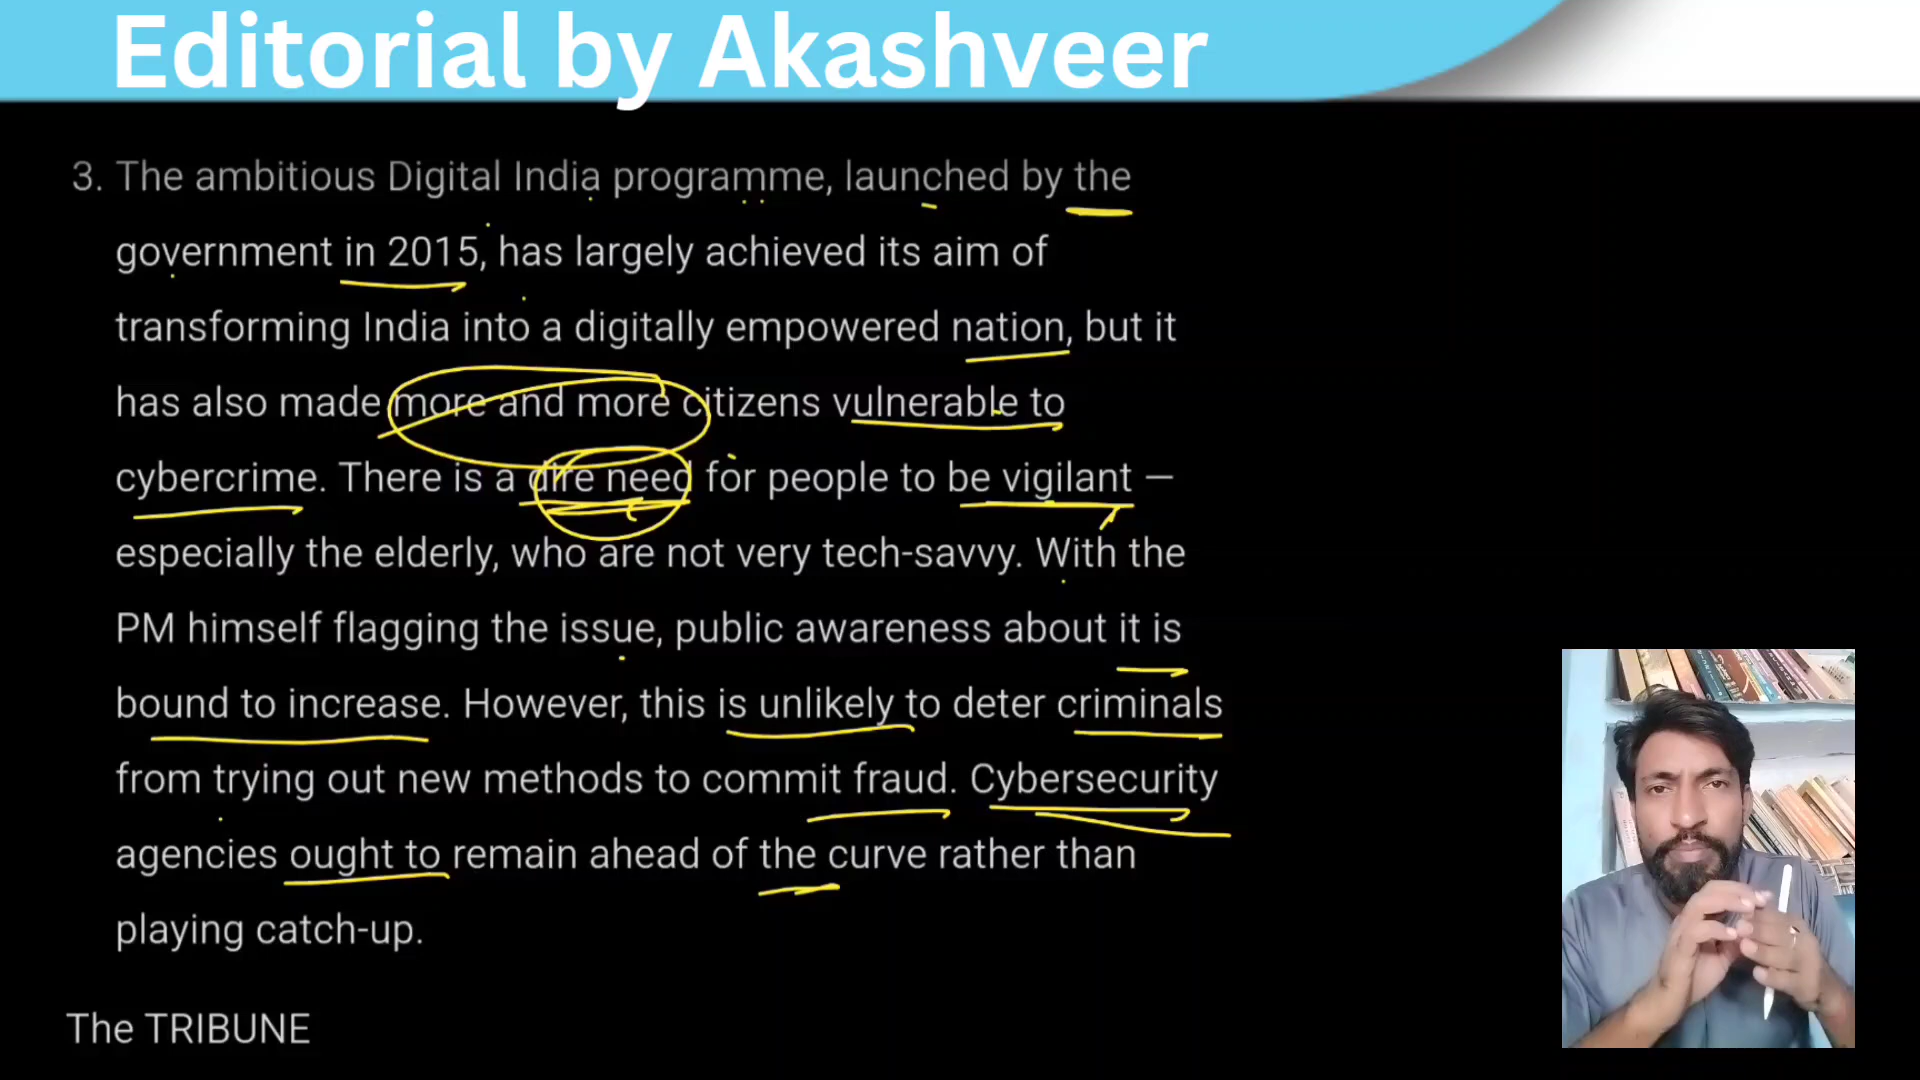 Editorial by Akashveer
3. The ambitious Digital India programme, launched by the
government in 2015, has largely achieved its aim of
transforming India into a digitally empowered nation, but it
has also made more and more citizens vulnerable to
cybercrime. There is a dire need for people to be vigilant —
especially the elderly, who are not very tech-savvy. With the
PM himself flagging the issue, public awareness about it is
bound to increase. However, this is unlikely to deter criminals
from trying out new methods to commit fraud. Cybersecurity
agencies ought to remain ahead of the curve rather than
playing catch-up.
The TRIBUNE